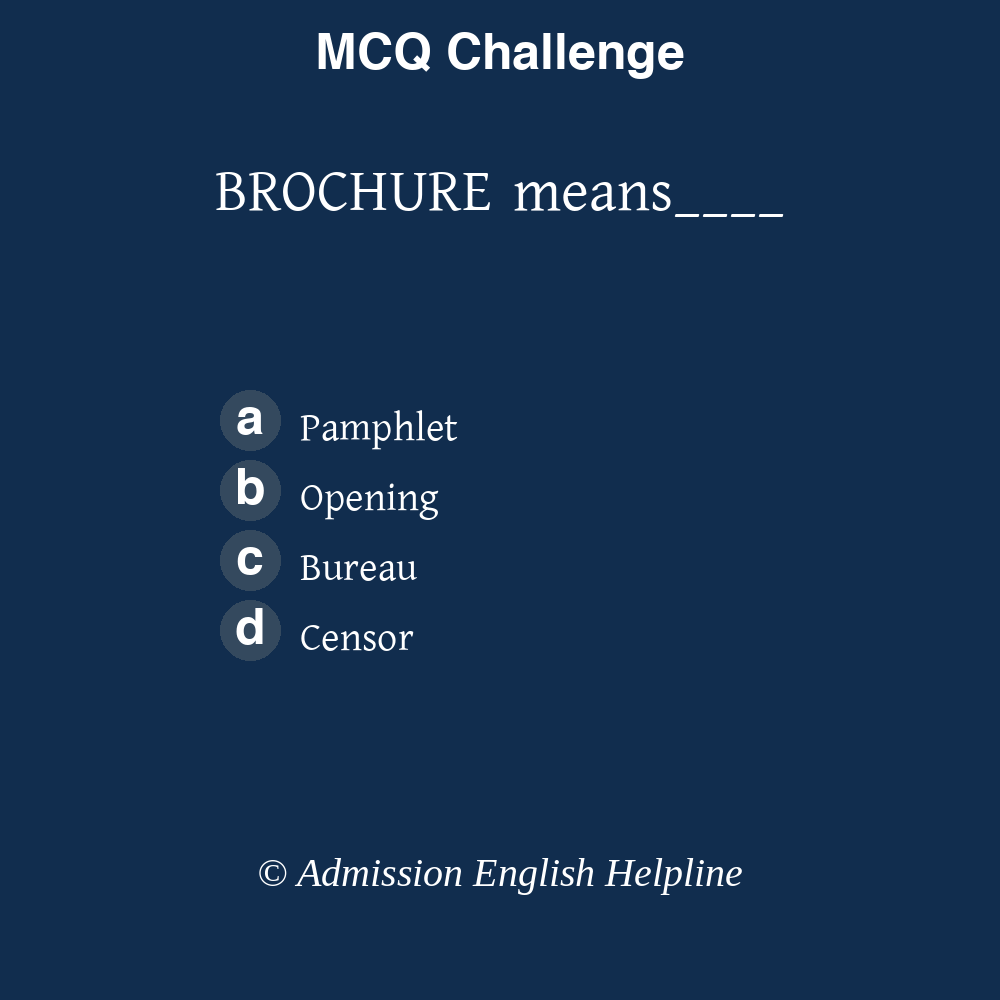 MCQ Challenge
BROCHURE means____
a Pamphlet
b Opening
c Bureau
d Censor
© Admission English Helpline